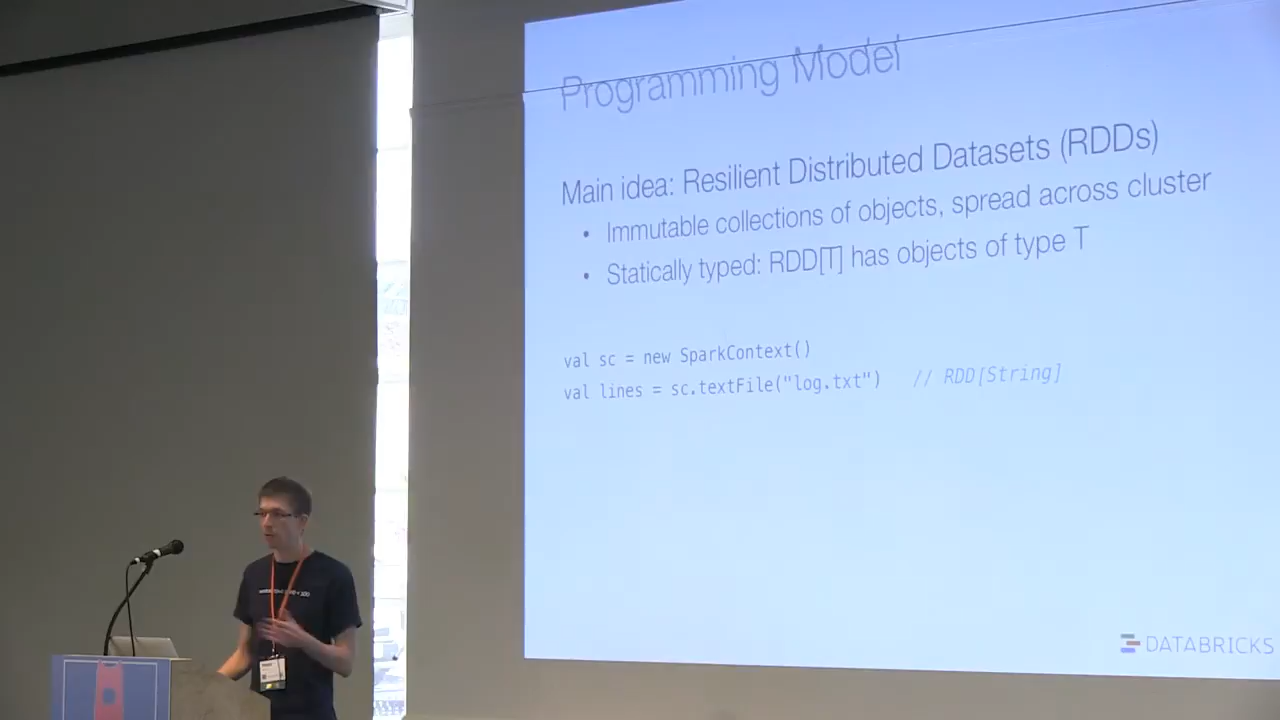 Programming Model
Main idea: Resilient Distributed Datasets (RDDs)
• Immutable collections of objects, spread across cluster
• Statically typed: RDD[T] has objects of type T
val sc = new SparkContext()
val lines = sc.textFile("log.txt") // RDD[String]
DATABRICKS